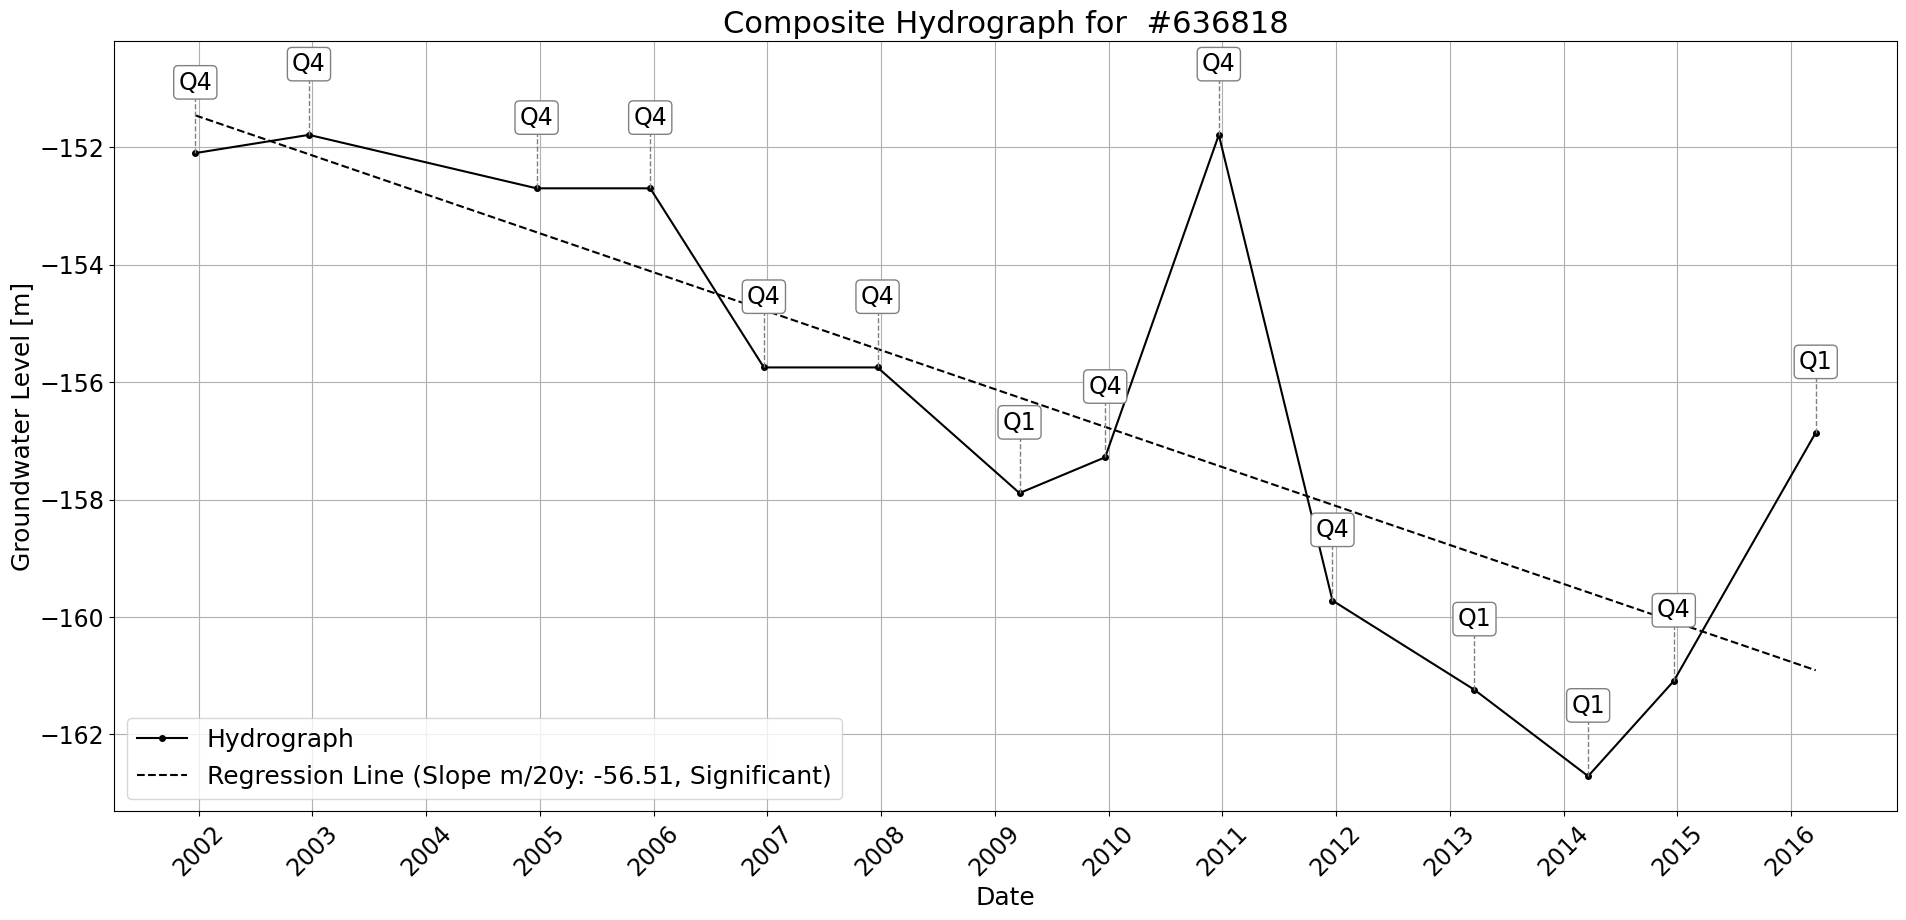 Composite Hydrograph for  #636818
Q4
Q4
Q4
Q4
Q4
Q4
Q1
Q4
Q4
Q4
Q1
Q1
Q4
Q1
Groundwater Level [m]
−152
−154
−156
−158
−160
−162
Hydrograph
Regression Line (Slope m/20y: -56.51, Significant)
2002
2003
2004
2005
2006
2007
2008
2009
2010
2011
2012
2013
2014
2015
2016
Date